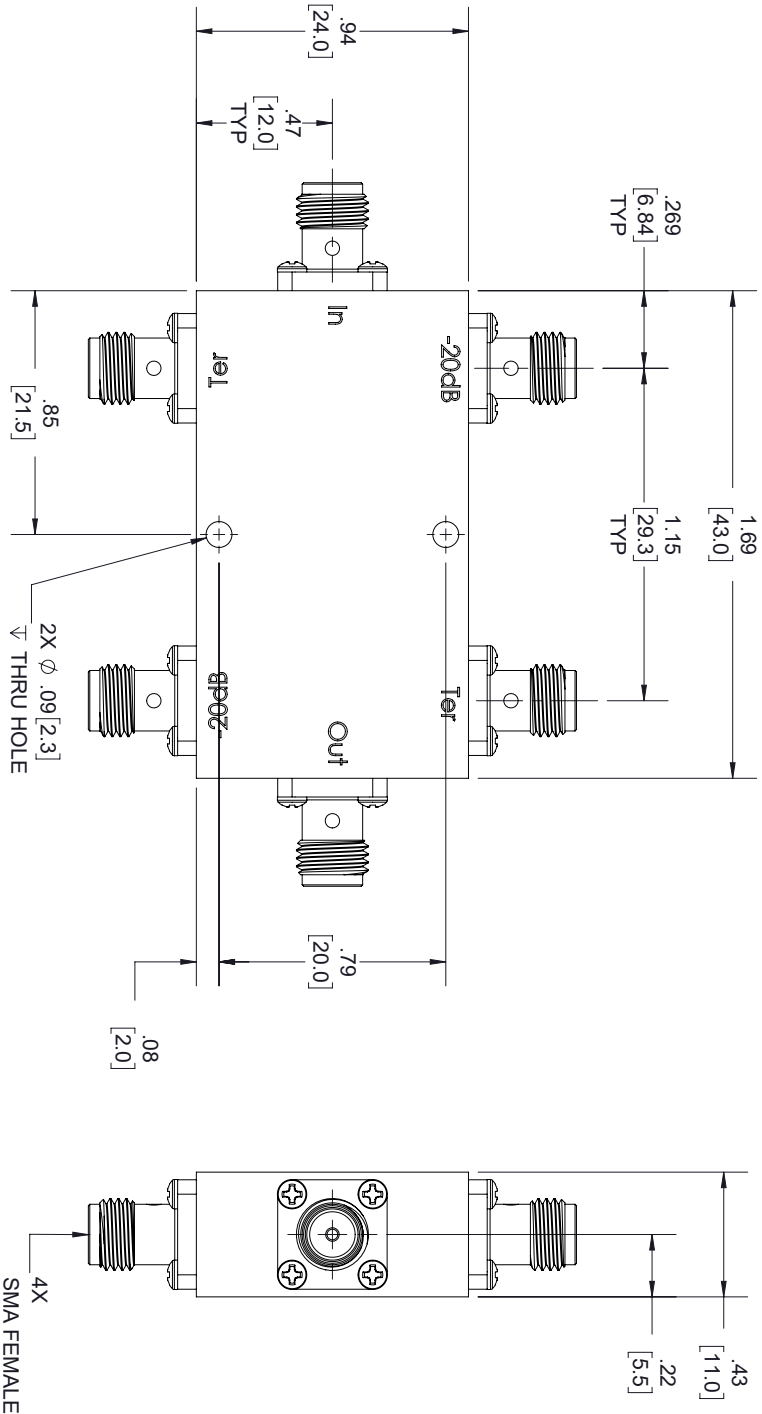 1.69
[43.0]
.269
[6.84]
TYP
1.15
[29.3]
TYP
.94
[24.0]
.47
[12.0]
TYP
-20dB
Ter
In
Out
Ter
-20dB
.79
[20.0]
.08
[2.0]
.85
[21.5]
2X ⌀ .09[2.3]
↧ THRU HOLE
.43
[11.0]
.22
[5.5]
4X
SMA FEMALE